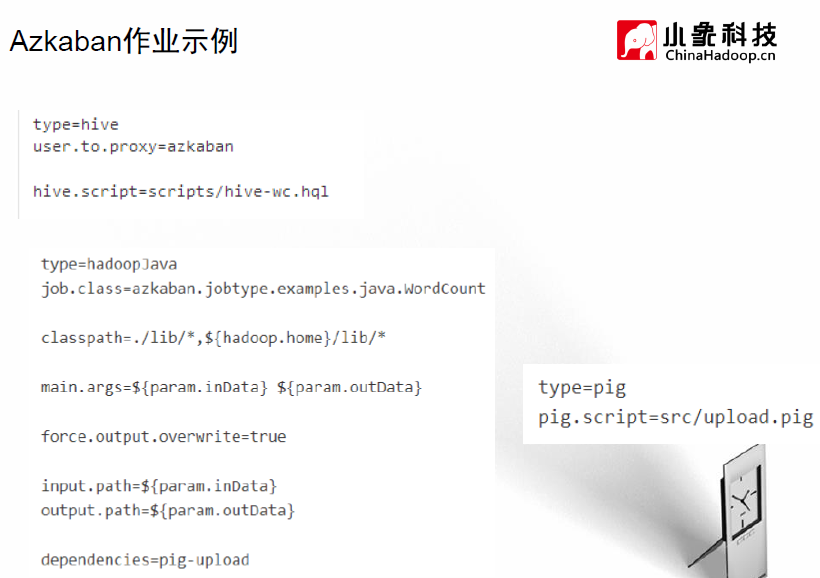 Azkaban作业示例
小象科技
ChinaHadoop.cn
type=hive
user.to.proxy=azkaban
hive.script=scripts/hive-wc.hql
type=hadoopJava
job.class=azkaban.jobtype.examples.java.WordCount
classpath=./lib/*,${hadoop.home}/lib/*
main.args=${param.inData} ${param.outData}
force.output.overwrite=true
input.path=${param.inData}
output.path=${param.outData}
dependencies=pig-upload
type=pig
pig.script=src/upload.pig